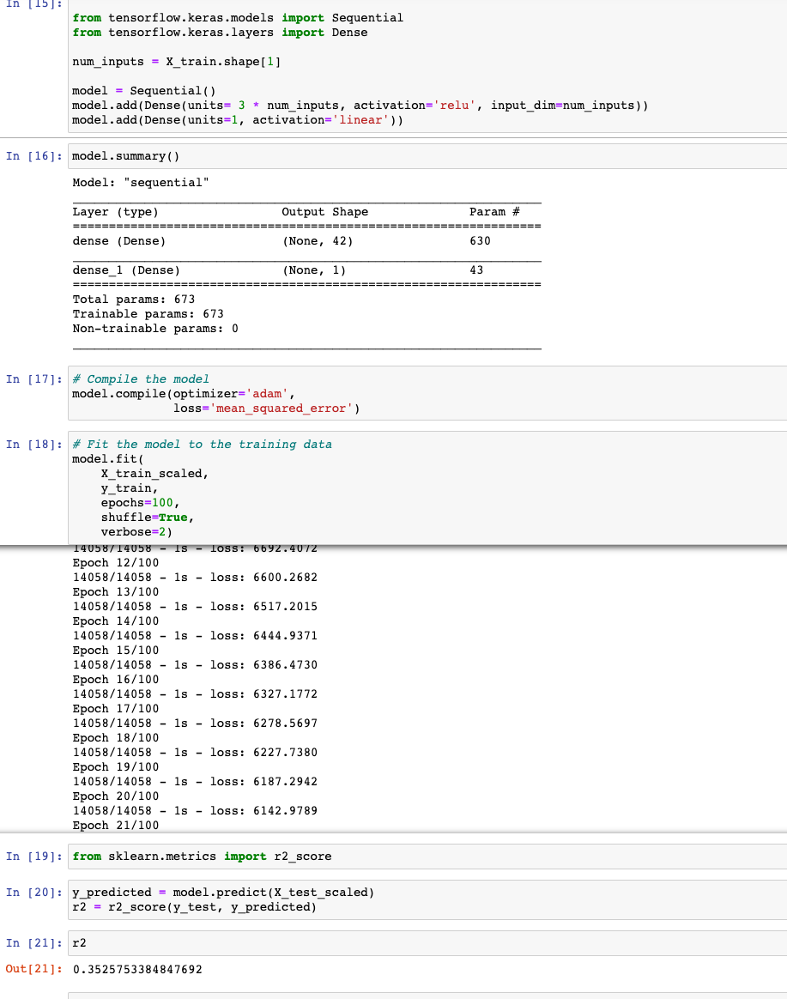 In [15]:
from tensorflow.keras.models import Sequential
from tensorflow.keras.layers import Dense
num_inputs = X_train.shape[1]
model = Sequential()
model.add(Dense(units= 3 * num_inputs, activation='relu', input_dim=num_inputs))
model.add(Dense(units=1, activation='linear'))
In [16]: model.summary()
Model: "sequential"
Layer (type) Output Shape Param #
=================================================================
dense (Dense) (None, 42) 630
dense_1 (Dense) (None, 1) 43
=================================================================
Total params: 673
Trainable params: 673
Non-trainable params: 0
In [17]: # Compile the model
model.compile(optimizer='adam',
loss='mean_squared_error')
In [18]: # Fit the model to the training data
model.fit(
X_train_scaled,
y_train,
epochs=100,
shuffle=True,
verbose=2)
14058/14058 - 1s - loss: 6692.4072
Epoch 12/100
14058/14058 - 1s - loss: 6600.2682
Epoch 13/100
14058/14058 - 1s - loss: 6517.2015
Epoch 14/100
14058/14058 - 1s - loss: 6444.9371
Epoch 15/100
14058/14058 - 1s - loss: 6386.4730
Epoch 16/100
14058/14058 - 1s - loss: 6327.1772
Epoch 17/100
14058/14058 - 1s - loss: 6278.5697
Epoch 18/100
14058/14058 - 1s - loss: 6227.7380
Epoch 19/100
14058/14058 - 1s - loss: 6187.2942
Epoch 20/100
14058/14058 - 1s - loss: 6142.9789
Epoch 21/100
In [19]: from sklearn.metrics import r2_score
In [20]: y_predicted = model.predict(X_test_scaled)
r2 = r2_score(y_test, y_predicted)
In [21]: r2
Out[21]: 0.3525753384847692